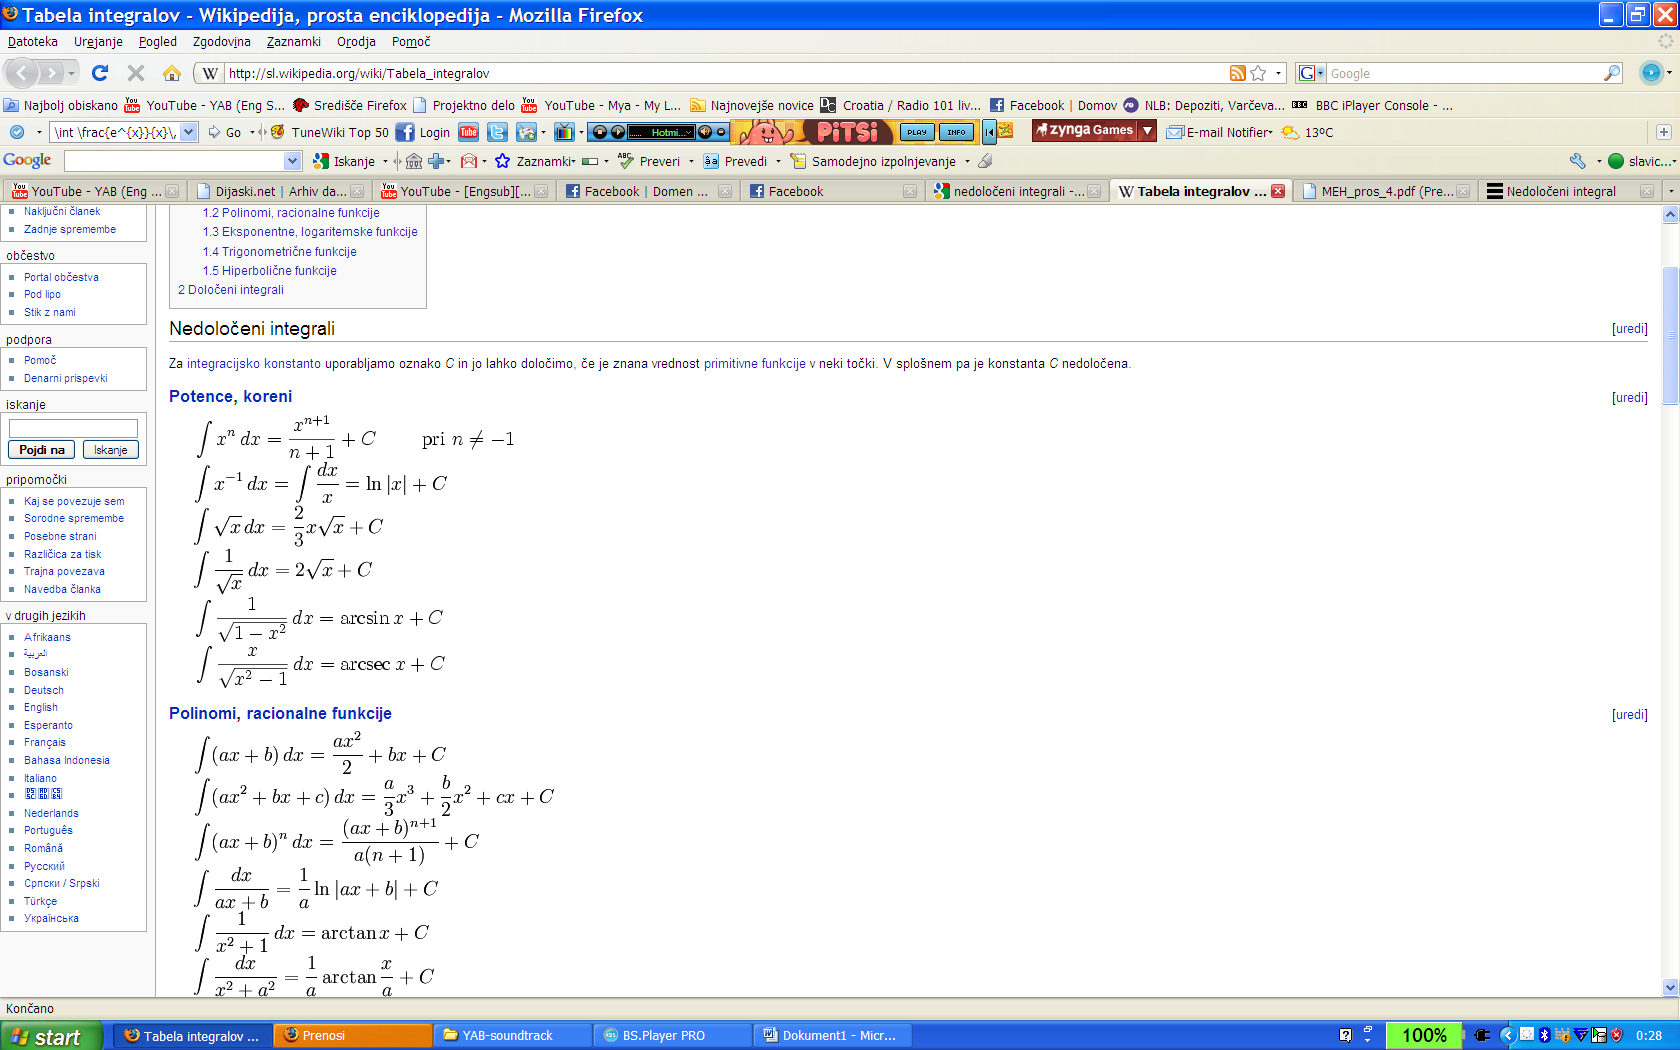 Tabela integralov - Wikipedija, prosta enciklopedija - Mozilla Firefox
Datoteka Urejanje Pogled Zgodovina Zaznamki Orodja Pomoč
http://sl.wikipedia.org/wiki/Tabela_integralov Google
Najbolj obiskano YouTube - YAB (Eng S... Središče Firefox Projektno delo YouTube - Mya - My L... Najnovejše novice Croatia / Radio 101 liv... Facebook | Domov NLB: Depoziti, Varčeva... BBC iPlayer Console - ...
\int \frac{e^{x}}{x}\, Go TuneWiki Top 50 Login Hotmi... PiTSi PLAY INFO zynga Games E-mail Notifier 13ºC
Google Iskanje Zaznamki Preveri Prevedi Samodejno izpolnjevanje slavic...
YouTube - YAB (Eng ... Dijaski.net | Arhiv da... YouTube - [Engsub][... Facebook | Domen ... Facebook nedoločeni integrali -... Tabela integralov ... MEH_pros_4.pdf (Pre... Nedoločeni integral
Naključni članek
Zadnje spremembe
občestvo
Portal občestva
Pod lipo
Stik z nami
podpora
Pomoč
Denarni prispevki
iskanje
Pojdi na Iskanje
pripomočki
Kaj se povezuje sem
Sorodne spremembe
Posebne strani
Različica za tisk
Trajna povezava
Navedba članka
v drugih jezikih
Afrikaans
العربية
Bosanski
Deutsch
English
Esperanto
Français
Bahasa Indonesia
Italiano
Nederlands
Português
Română
Русский
Српски / Srpski
Türkçe
Українська
1.2 Polinomi, racionalne funkcije
1.3 Eksponentne, logaritemske funkcije
1.4 Trigonometrične funkcije
1.5 Hiperbolične funkcije
2 Določeni integrali
Nedoločeni integrali [uredi]
Za integracijsko konstanto uporabljamo oznako C in jo lahko določimo, če je znana vrednost primitivne funkcije v neki točki. V splošnem pa je konstanta C nedoločena.
Potence, koreni [uredi]
∫ x^n dx = x^{n+1}/(n+1) + C pri n ≠ −1
∫ x^{−1} dx = ∫ dx/x = ln |x| + C
∫ √x dx = 2/3 x√x + C
∫ 1/√x dx = 2√x + C
∫ 1/√(1 − x²) dx = arcsin x + C
∫ x/√(x² − 1) dx = arcsec x + C
Polinomi, racionalne funkcije [uredi]
∫ (ax + b) dx = ax²/2 + bx + C
∫ (ax² + bx + c) dx = a/3 x³ + b/2 x² + cx + C
∫ (ax + b)^n dx = (ax + b)^{n+1}/(a(n + 1)) + C
∫ dx/(ax + b) = 1/a ln |ax + b| + C
∫ 1/(x² + 1) dx = arctan x + C
∫ dx/(x² + a²) = 1/a arctan x/a + C
Končano
start Tabela integralov ... Prenosi YAB-soundtrack BS.Player PRO Dokument1 - Micr... 100% 0:28